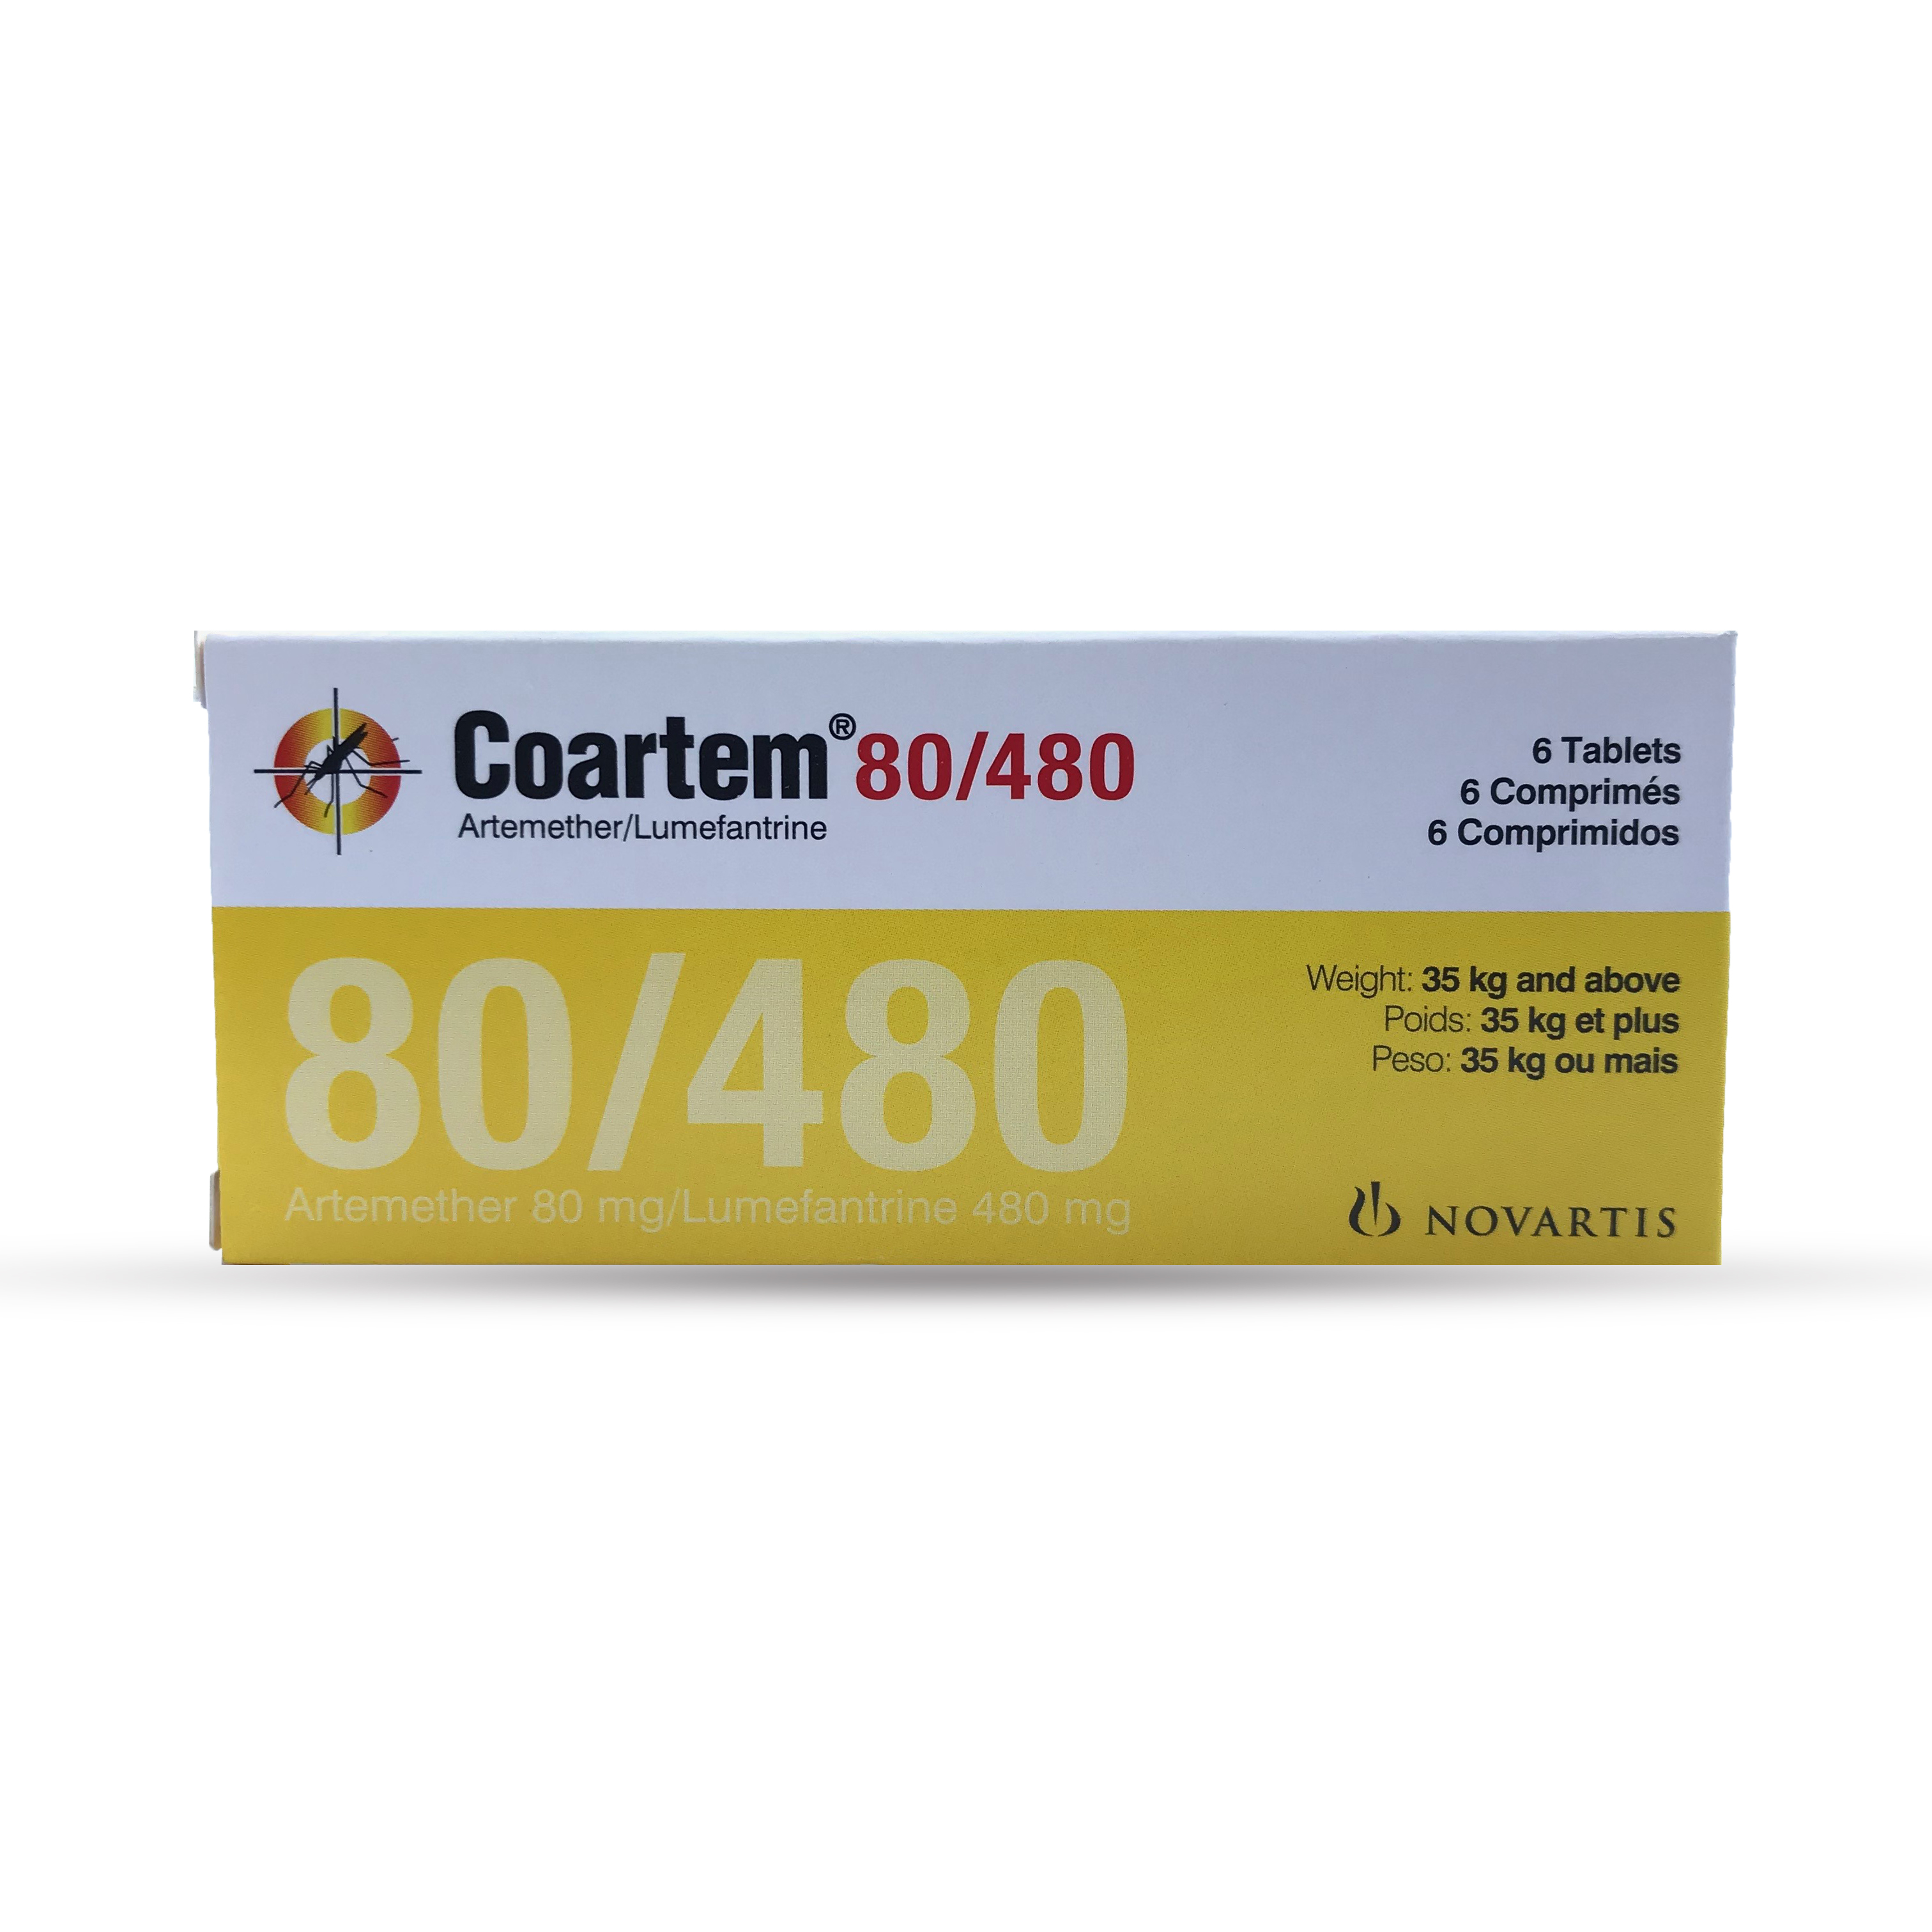 Coartem® 80/480
Artemether/Lumefantrine
6 Tablets
6 Comprimés
6 Comprimidos
80/480
Artemether 80 mg/Lumefantrine 480 mg
Weight: 35 kg and above
Poids: 35 kg et plus
Peso: 35 kg ou mais
NOVARTIS